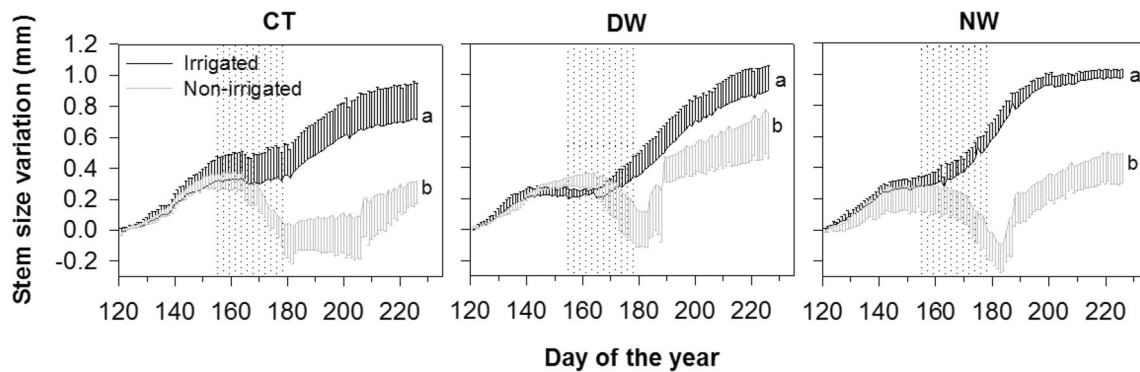 CT DW NW
Stem size variation (mm)
1.2
1.0
0.8
0.6
0.4
0.2
0.0
-0.2
Irrigated
Non-irrigated
a
b
a
b
a
b
120 140 160 180 200 220 120 140 160 180 200 220 120 140 160 180 200 220
Day of the year